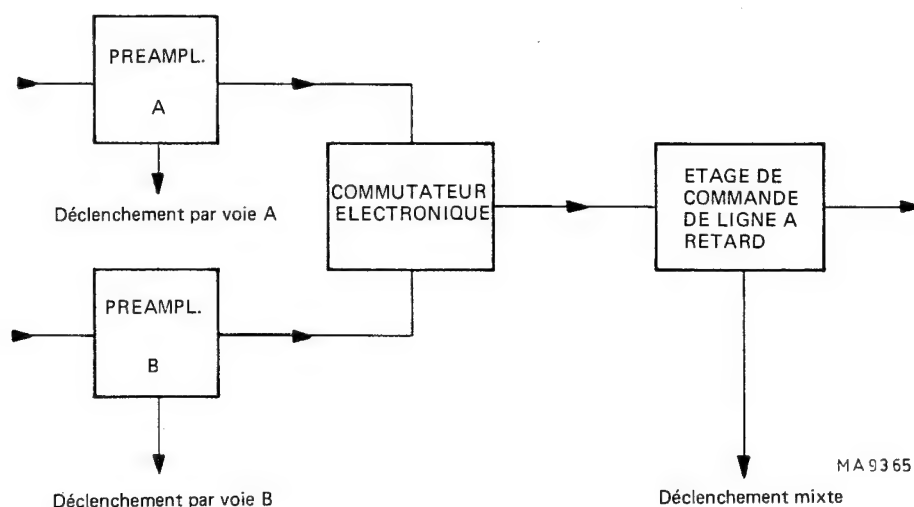 PREAMPL.
A
Déclenchement par voie A
COMMUTATEUR
ELECTRONIQUE
ETAGE DE
COMMANDE
DE LIGNE A
RETARD
PREAMPL.
B
Déclenchement par voie B
Déclenchement mixte
MA9365